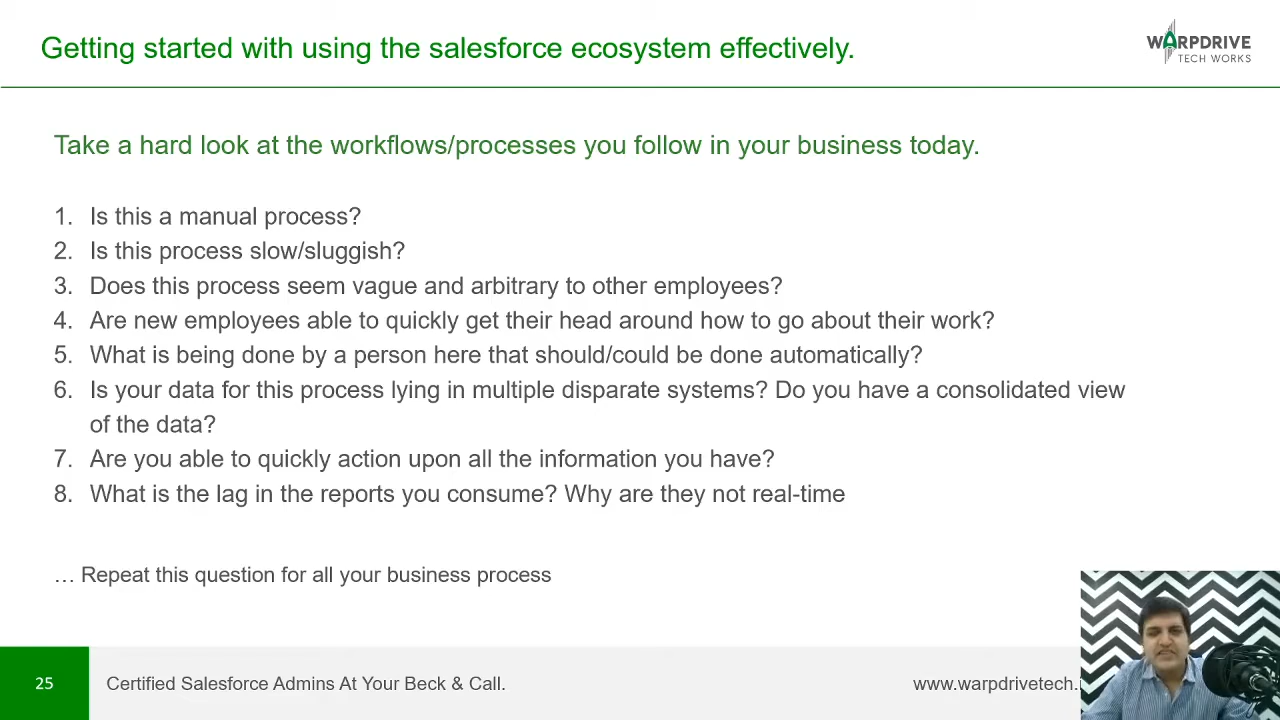 Getting started with using the salesforce ecosystem effectively.
WARPDRIVE
TECH WORKS
Take a hard look at the workflows/processes you follow in your business today.
1. Is this a manual process?
2. Is this process slow/sluggish?
3. Does this process seem vague and arbitrary to other employees?
4. Are new employees able to quickly get their head around how to go about their work?
5. What is being done by a person here that should/could be done automatically?
6. Is your data for this process lying in multiple disparate systems? Do you have a consolidated view
of the data?
7. Are you able to quickly action upon all the information you have?
8. What is the lag in the reports you consume? Why are they not real-time
… Repeat this question for all your business process
25
Certified Salesforce Admins At Your Beck & Call.
www.warpdrivetech.